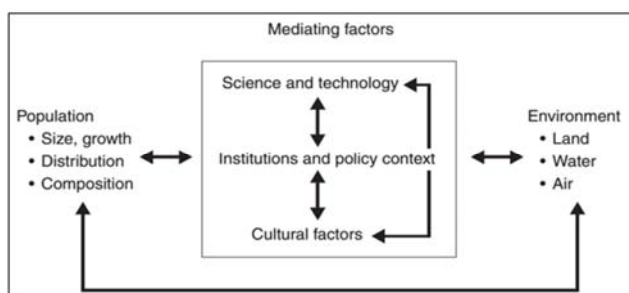 Mediating factors
Science and technology
Population
• Size, growth
• Distribution
• Composition
Institutions and policy context
Environment
• Land
• Water
• Air
Cultural factors